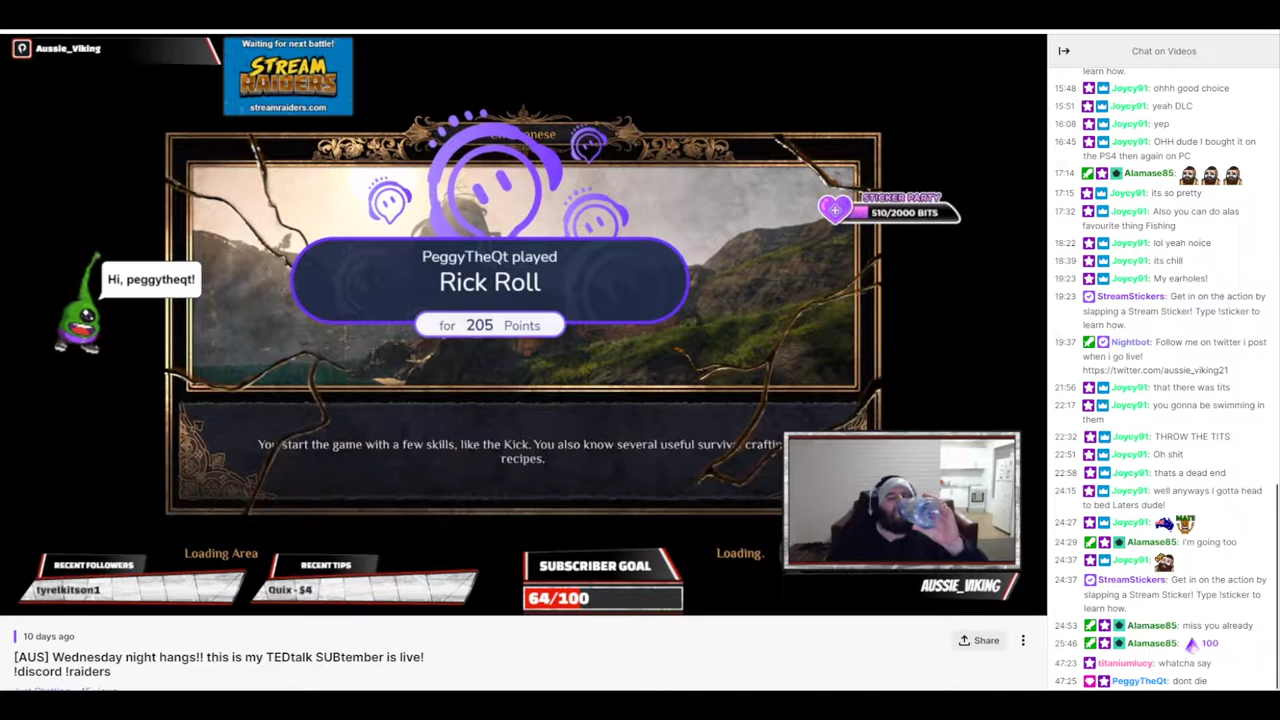 Aussie_Viking
Waiting for next battle!
STREAM
RAIDERS
streamraiders.com
PeggyTheQt played
Rick Roll
for 205 Points
Hi, peggytheqt!
STICKER PARTY
510/2000 BITS
You start the game with a few skills, like the Kick. You also know several useful
recipes.
Loading Area
Loading.
RECENT FOLLOWERS
tyrelkitson1
RECENT TIPS
Quix - $4
SUBSCRIBER GOAL
64/100
AUSSIE_VIKING
10 days ago
Share
[AUS] Wednesday night hangs!! this is my TEDtalk SUBtember is live!
!discord !raiders
Chat on Videos
learn how.
15:48 Joycy91: ohhh good choice
15:51 Joycy91: yeah DLC
16:08 Joycy91: yep
16:45 Joycy91: OHH dude I bought it on
the PS4 then again on PC
17:14 Alamase85:
17:15 Joycy91: its so pretty
17:32 Joycy91: Also you can do alas
favourite thing Fishing
18:22 Joycy91: lol yeah noice
18:39 Joycy91: its chill
19:23 Joycy91: My earholes!
19:23 StreamStickers: Get in on the action by
slapping a Stream Sticker! Type !sticker to
learn how.
19:37 Nightbot: Follow me on twitter i post
when i go live!
https://twitter.com/aussie_viking21
21:56 Joycy91: that there was tits
22:17 Joycy91: you gonna be swimming in
them
22:32 Joycy91: THROW THE TITS
22:51 Joycy91: Oh shit
22:58 Joycy91: thats a dead end
24:15 Joycy91: well anyways I gotta head
to bed Laters dude!
24:27 Joycy91: MATE
24:29 Alamase85: i'm going too
24:37 Joycy91:
24:37 StreamStickers: Get in on the action by
slapping a Stream Sticker! Type !sticker to
learn how.
24:53 Alamase85: miss you already
25:46 Alamase85: 100
47:23 titaniumlucy: whatcha say
47:25 PeggyTheQt: dont die